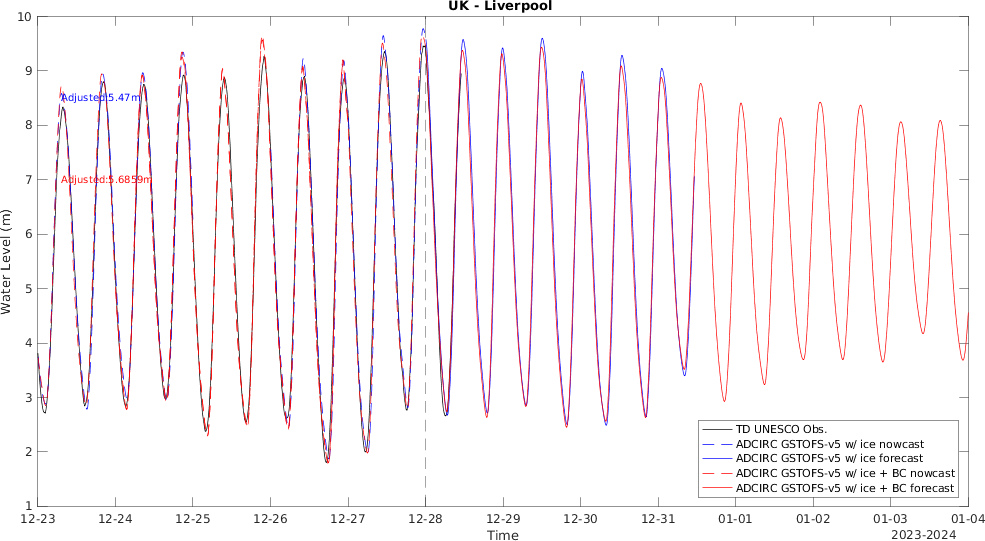 UK - Liverpool
10
9
8
7
6
5
4
3
2
1
Water Level (m)
Adjusted:5.47m
Adjusted:5.6859m
TD UNESCO Obs.
ADCIRC GSTOFS-v5 w/ ice nowcast
ADCIRC GSTOFS-v5 w/ ice forecast
ADCIRC GSTOFS-v5 w/ ice + BC nowcast
ADCIRC GSTOFS-v5 w/ ice + BC forecast
12-23 12-24 12-25 12-26 12-27 12-28 12-29 12-30 12-31 01-01 01-02 01-03 01-04
Time
2023-2024